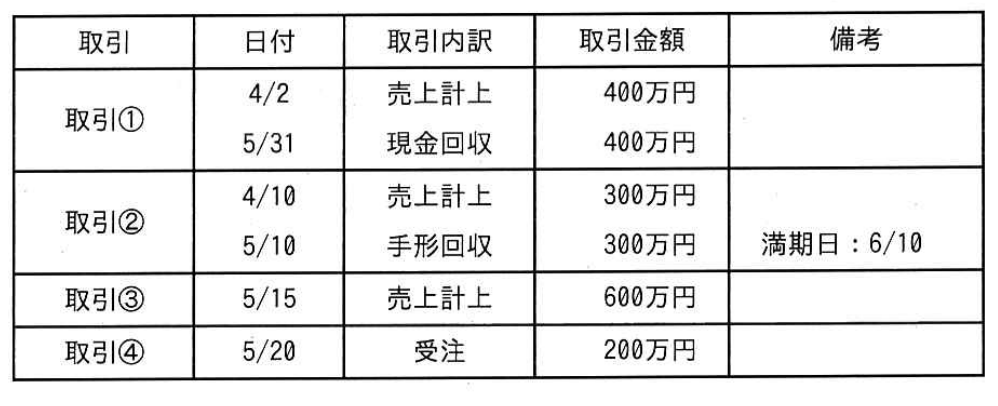 取引 日付 取引内訳 取引金額 備考
取引① 4/2 売上計上 400万円
5/31 現金回収 400万円
取引② 4/10 売上計上 300万円
5/10 手形回収 300万円 満期日：6/10
取引③ 5/15 売上計上 600万円
取引④ 5/20 受注 200万円